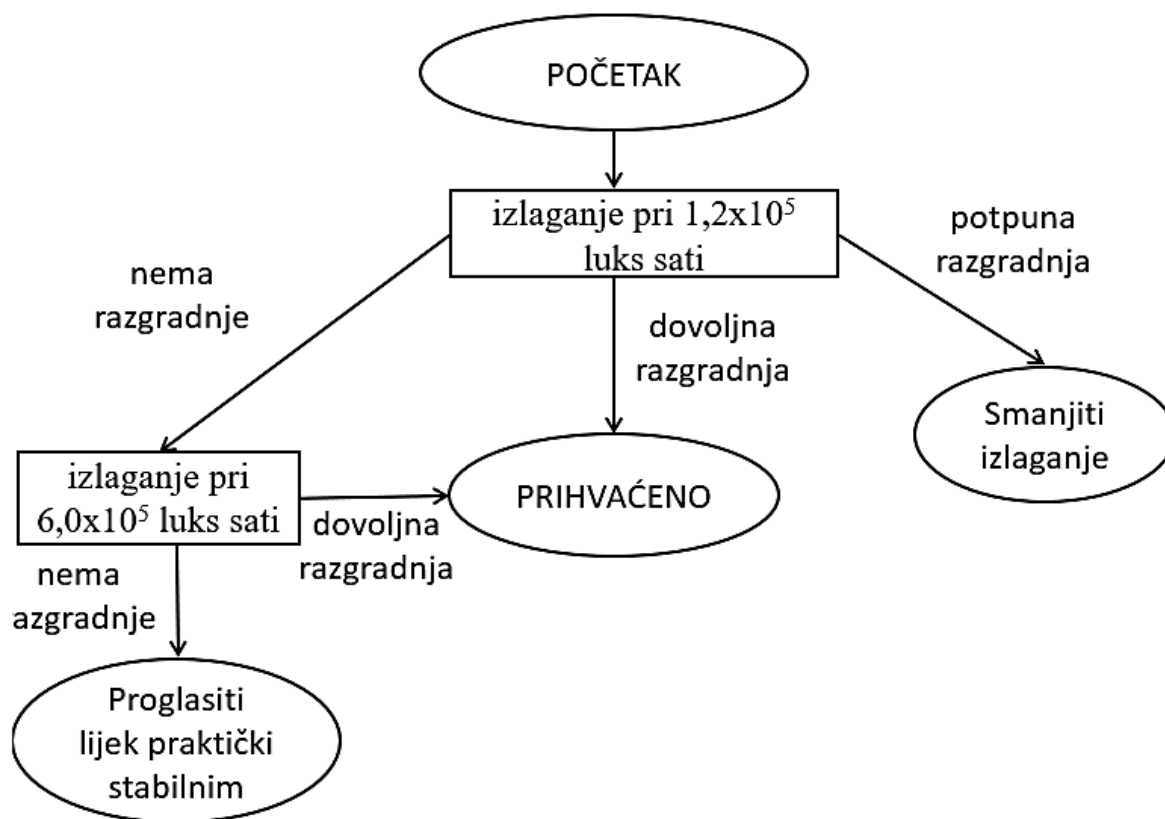 POČETAK
izlaganje pri 1,2x10⁵
luks sati
potpuna
razgradnja
nema
razgradnje
dovoljna
razgradnja
Smanjiti
izlaganje
izlaganje pri
6,0x10⁵ luks sati
dovoljna
razgradnja
PRIHVAĆENO
nema
azgradnje
Proglasiti
lijek praktički
stabilnim